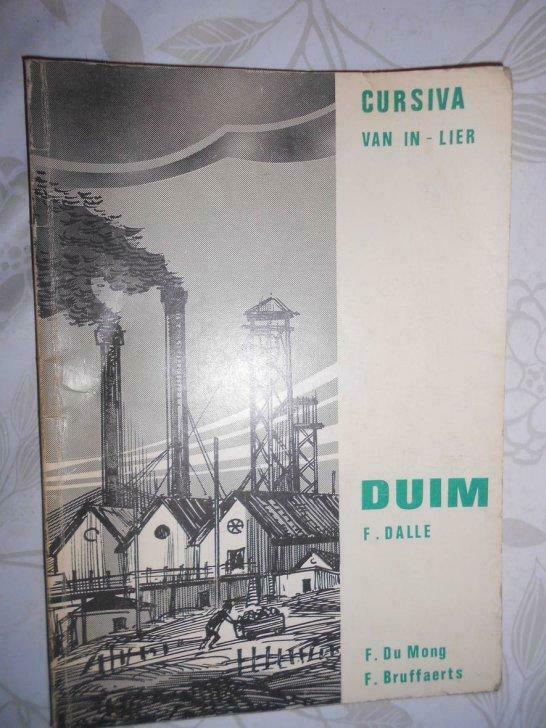 CURSIVA
VAN IN - LIER
DUIM
F. DALLE
F. Du Mong
F. Bruffaerts